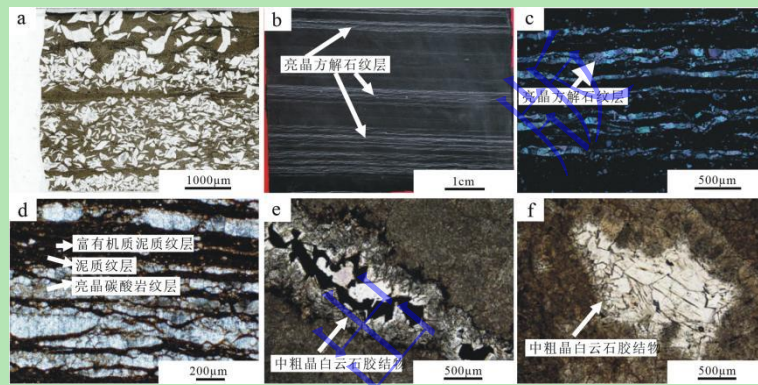 a
1000μm
b
亮晶方解石纹层
1cm
c
亮晶方解石纹层
500μm
d
富有机质泥质纹层
泥质纹层
亮晶碳酸岩纹层
200μm
e
中粗晶白云石胶结物
500μm
f
中粗晶白云石胶结物
500μm